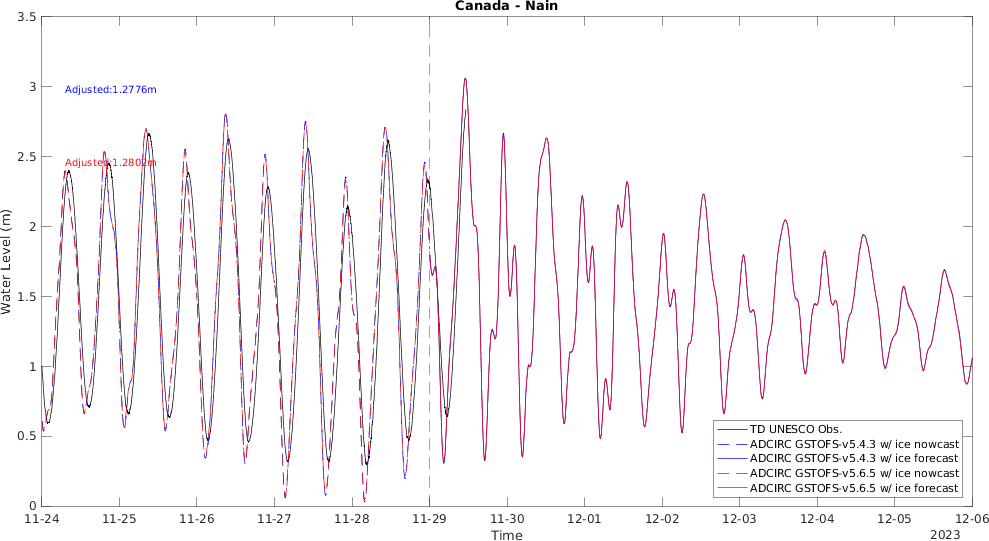 Canada - Nain
3.5
3
2.5
2
1.5
1
0.5
0
Water Level (m)
Adjusted:1.2776m
Adjusted:1.2802m
TD UNESCO Obs.
ADCIRC GSTOFS-v5.4.3 w/ ice nowcast
ADCIRC GSTOFS-v5.4.3 w/ ice forecast
ADCIRC GSTOFS-v5.6.5 w/ ice nowcast
ADCIRC GSTOFS-v5.6.5 w/ ice forecast
11-24 11-25 11-26 11-27 11-28 11-29 11-30 12-01 12-02 12-03 12-04 12-05 12-06
Time
2023